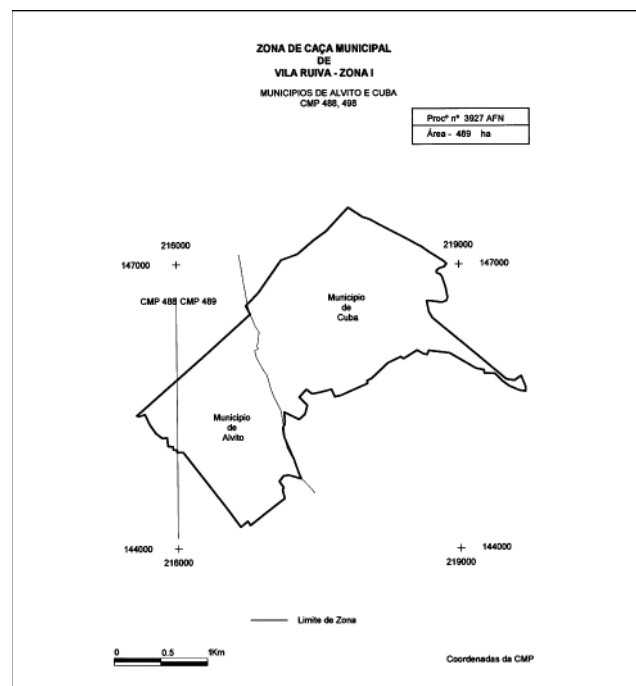 ZONA DE CAÇA MUNICIPAL
DE
VILA RUIVA - ZONA I
MUNICIPIOS DE ALVITO E CUBA
CMP 488, 498
Procº nº 3927 AFN
Área - 489 ha
216000
147000
219000
147000
CMP 488 CMP 489
Município
de
Cuba
Município
de
Alvito
144000
216000
144000
219000
Limite de Zona
0 0.5 1Km
Coordenadas da CMP